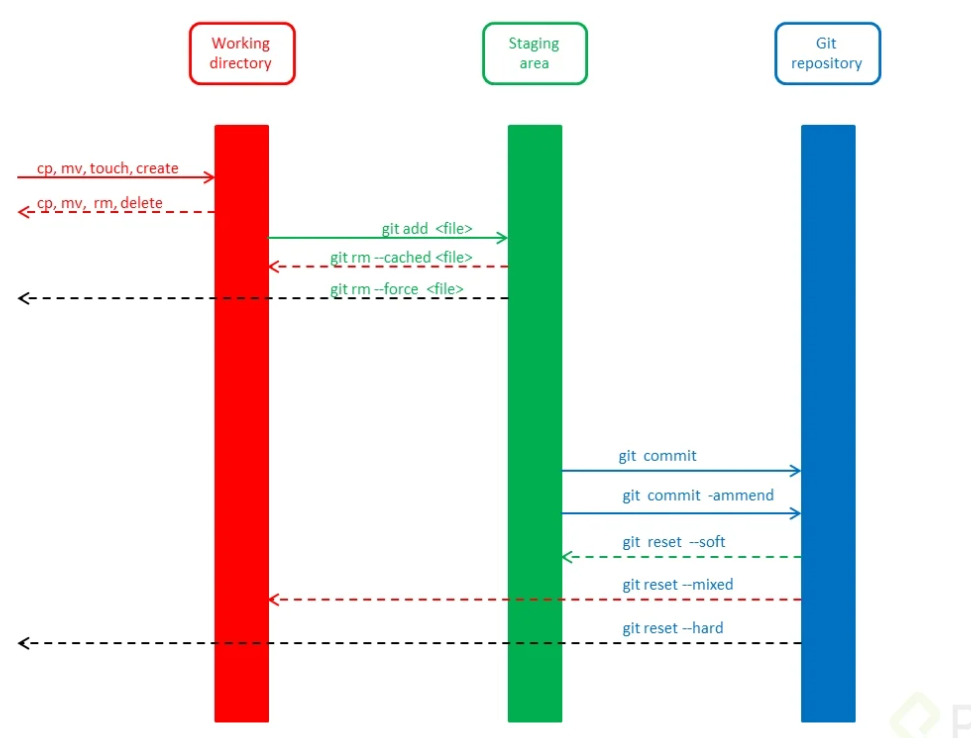 Working
directory
Staging
area
Git
repository
cp, mv, touch, create
cp, mv, rm, delete
git add <file>
git rm --cached <file>
git rm --force <file>
git commit
git commit -ammend
git reset --soft
git reset --mixed
git reset --hard